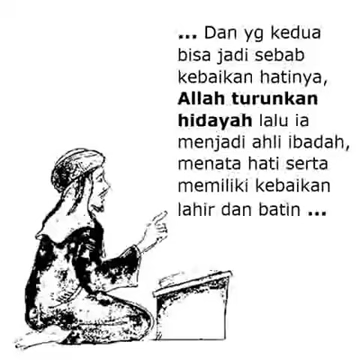 ... Dan yg kedua
bisa jadi sebab
kebaikan hatinya,
Allah turunkan
hidayah lalu ia
menjadi ahli ibadah,
menata hati serta
memiliki kebaikan
lahir dan batin ...